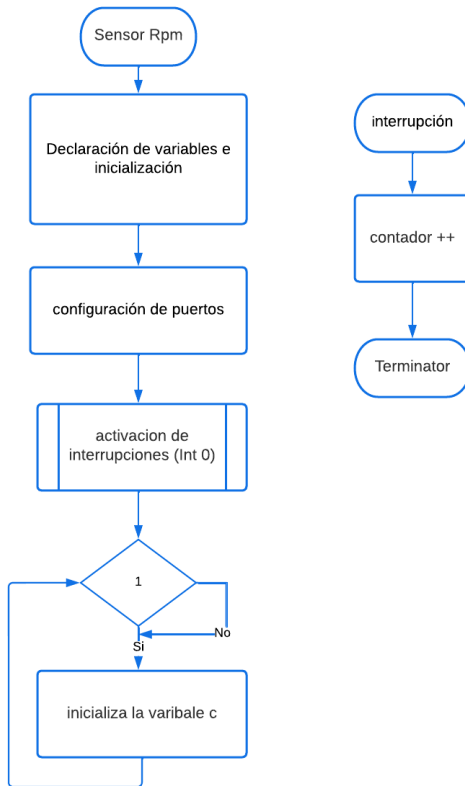 Sensor Rpm
Declaración de variables e
inicialización
configuración de puertos
activacion de
interrupciones (Int 0)
1
No
Si
inicializa la varibale c
interrupción
contador ++
Terminator